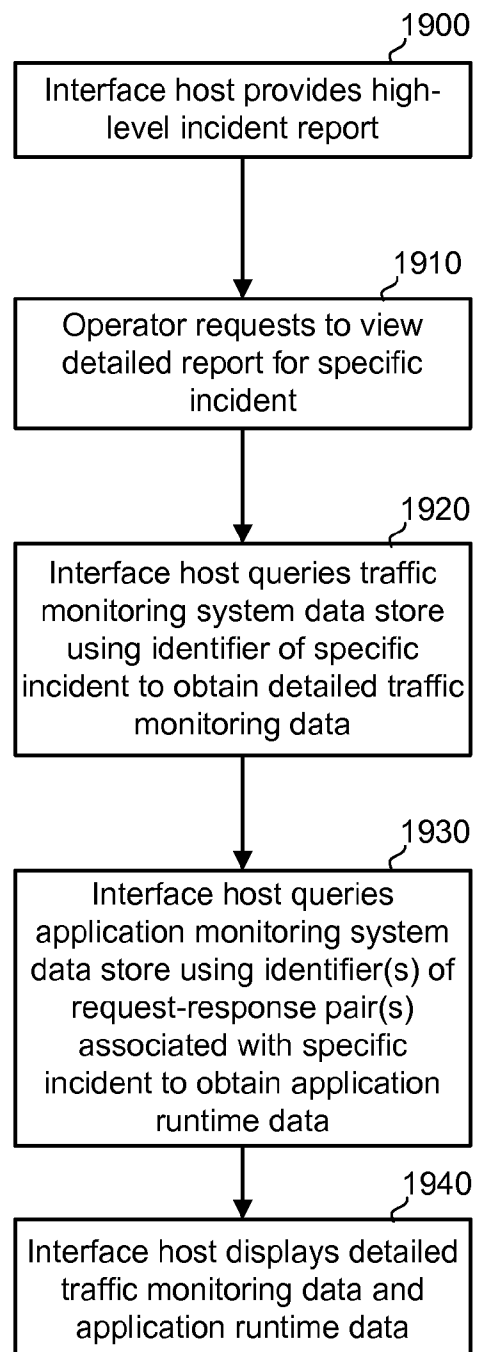 1900
Interface host provides high-
level incident report
1910
Operator requests to view
detailed report for specific
incident
1920
Interface host queries traffic
monitoring system data store
using identifier of specific
incident to obtain detailed traffic
monitoring data
1930
Interface host queries
application monitoring system
data store using identifier(s) of
request-response pair(s)
associated with specific
incident to obtain application
runtime data
1940
Interface host displays detailed
traffic monitoring data and
application runtime data